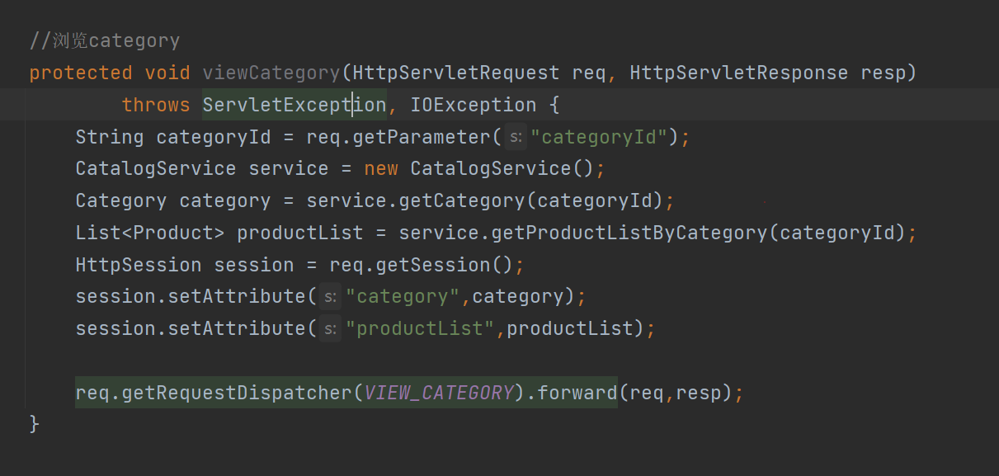 //浏览category
protected void viewCategory(HttpServletRequest req, HttpServletResponse resp)
throws ServletException, IOException {
String categoryId = req.getParameter( s: "categoryId");
CatalogService service = new CatalogService();
Category category = service.getCategory(categoryId);
List<Product> productList = service.getProductListByCategory(categoryId);
HttpSession session = req.getSession();
session.setAttribute( s: "category",category);
session.setAttribute( s: "productList",productList);
req.getRequestDispatcher(VIEW_CATEGORY).forward(req,resp);
}